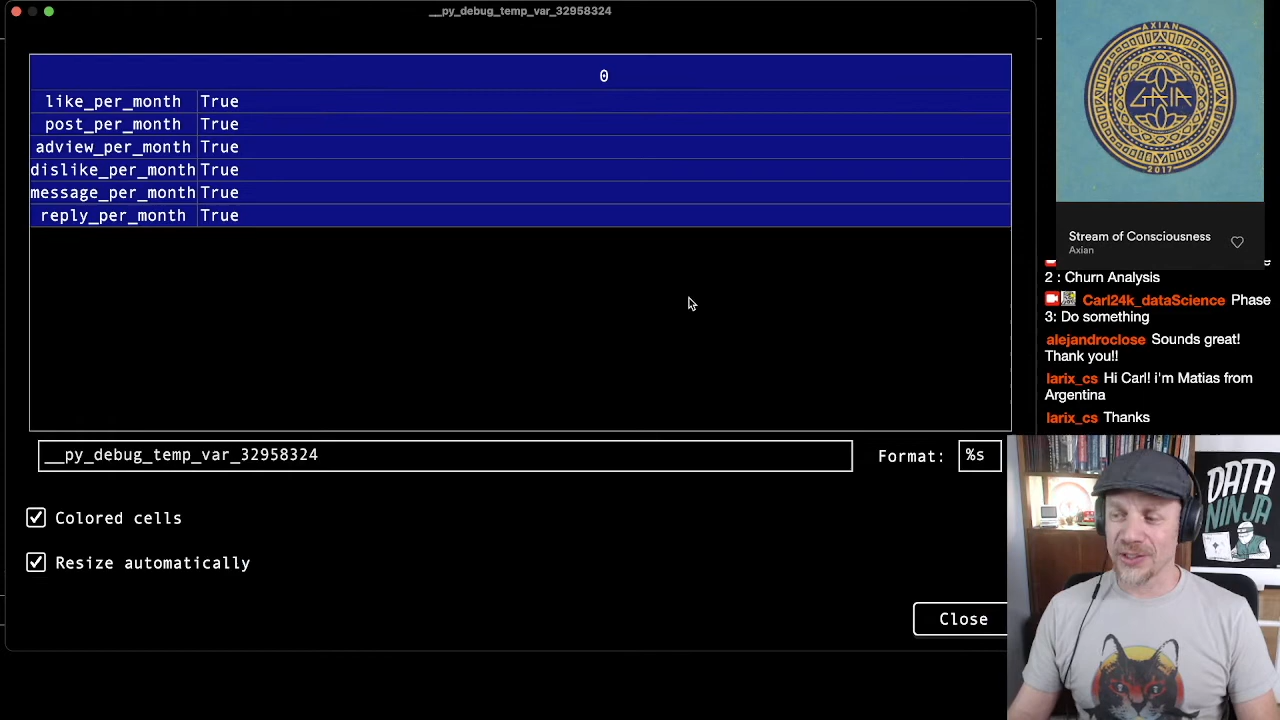 __py_debug_temp_var_32958324
0
like_per_month True
post_per_month True
adview_per_month True
dislike_per_month True
message_per_month True
reply_per_month True
__py_debug_temp_var_32958324
Format: %s
Colored cells
Resize automatically
Close
AXIAN
2017
Stream of Consciousness
Axian
2 : Churn Analysis
Carl24k_dataScience Phase
3: Do something
alejandroclose Sounds great!
Thank you!!
larix_cs Hi Carl! i'm Matias from
Argentina
larix_cs Thanks
DATA
NINJA